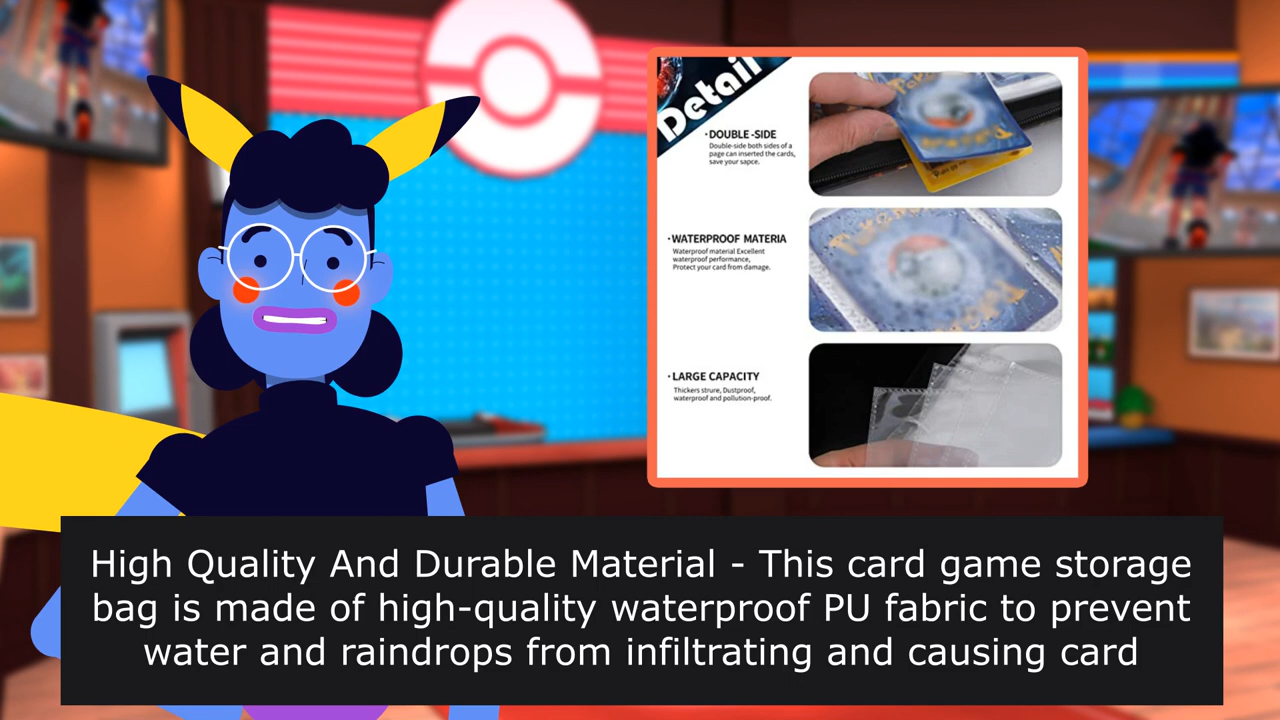 Detail
·DOUBLE-SIDE
Double-side both sides of a
page can inserted the cards,
save your sapce.
·WATERPROOF MATERIA
Waterproof material Excellent
waterproof performance,
Protect your card from damage.
·LARGE CAPACITY
Thickers strure, Dustproof,
waterproof and pollution-proof.
High Quality And Durable Material - This card game storage
bag is made of high-quality waterproof PU fabric to prevent
water and raindrops from infiltrating and causing card